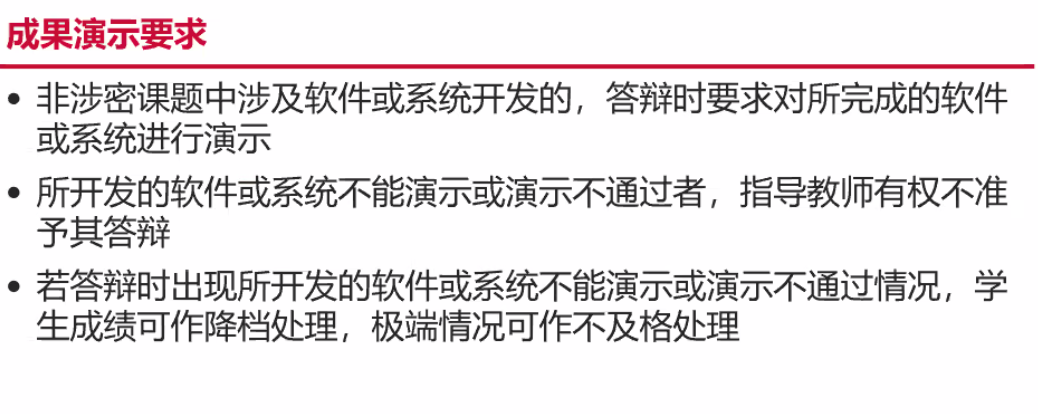 成果演示要求
• 非涉密课题中涉及软件或系统开发的，答辩时要求对所完成的软件
或系统进行演示
• 所开发的软件或系统不能演示或演示不通过者，指导教师有权不准
予其答辩
• 若答辩时出现所开发的软件或系统不能演示或演示不通过情况，学
生成绩可作降档处理，极端情况可作不及格处理